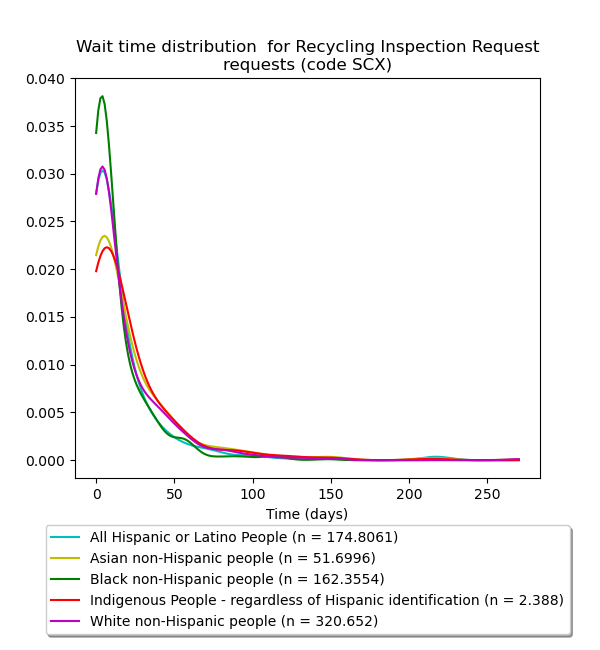 Wait time distribution  for Recycling Inspection Request
requests (code SCX)
0.040
0.035
0.030
0.025
0.020
0.015
0.010
0.005
0.000
0 50 100 150 200 250
Time (days)
All Hispanic or Latino People (n = 174.8061)
Asian non-Hispanic people (n = 51.6996)
Black non-Hispanic people (n = 162.3554)
Indigenous People - regardless of Hispanic identification (n = 2.388)
White non-Hispanic people (n = 320.652)